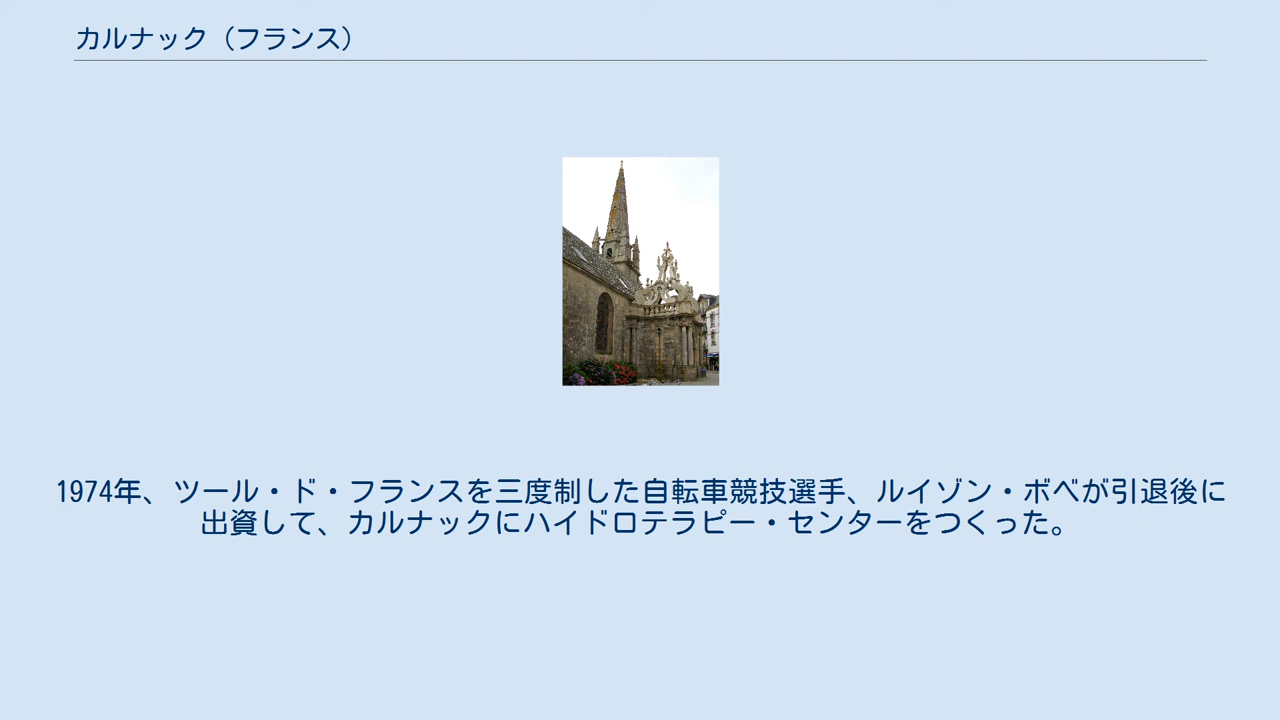 カルナック（フランス）
1974年、ツール・ド・フランスを三度制した自転車競技選手、ルイゾン・ボベが引退後に
出資して、カルナックにハイドロテラピー・センターをつくった。